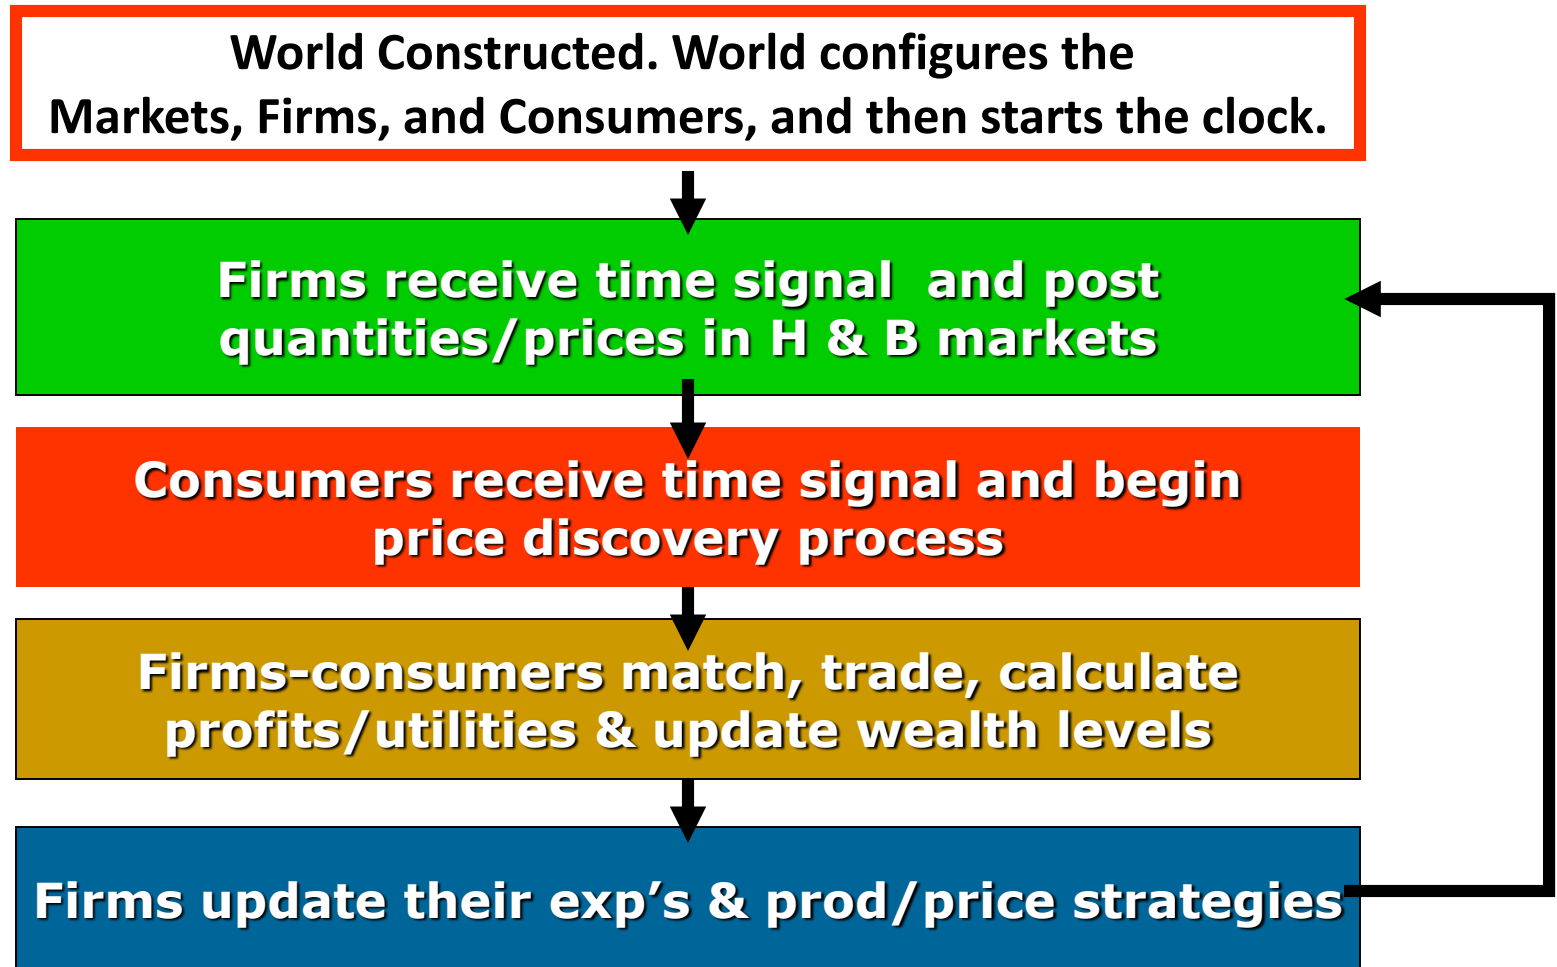 World Constructed. World configures the
Markets, Firms, and Consumers, and then starts the clock.
Firms receive time signal  and post
quantities/prices in H & B markets
Consumers receive time signal and begin
price discovery process
Firms-consumers match, trade, calculate
profits/utilities & update wealth levels
Firms update their exp’s & prod/price strategies